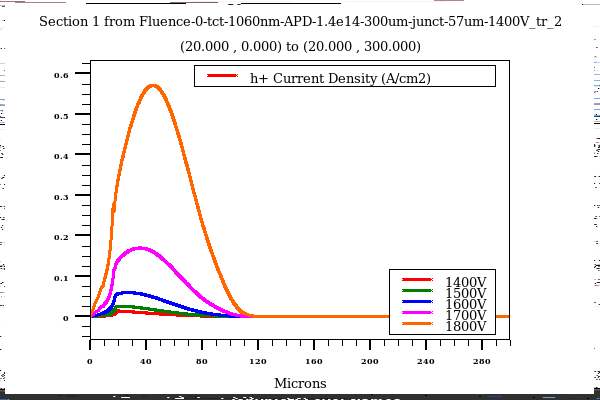 Section 1 from Fluence-0-tct-1060nm-APD-1.4e14-300um-junct-57um-1400V_tr_2
(20.000 , 0.000) to (20.000 , 300.000)
h+ Current Density (A/cm2)
0.6
0.5
0.4
0.3
0.2
0.1
0
1400V
1500V
1600V
1700V
1800V
0 40 80 120 160 200 240 280
Microns